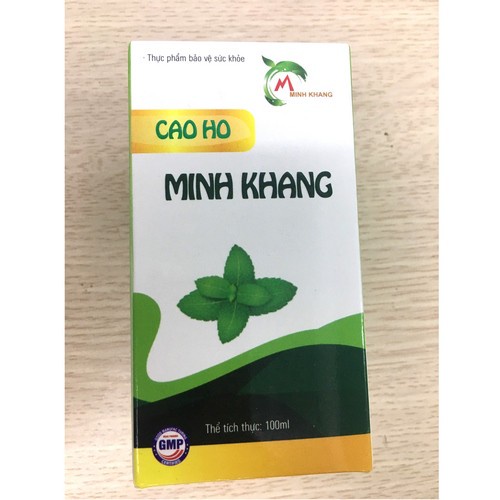 Thực phẩm bảo vệ sức khỏe
M
MINH KHANG
CAO HO
MINH KHANG
Thể tích thực: 100ml
GMP